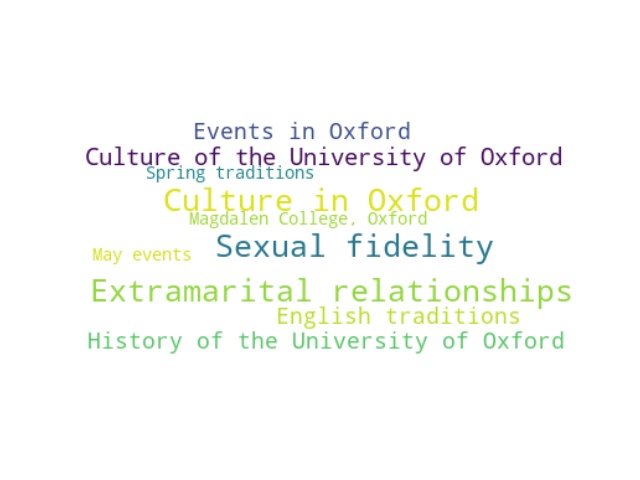 Events in Oxford
Culture of the University of Oxford
Spring traditions
Culture in Oxford
Magdalen College, Oxford
Sexual fidelity
May events
Extramarital relationships
English traditions
History of the University of Oxford